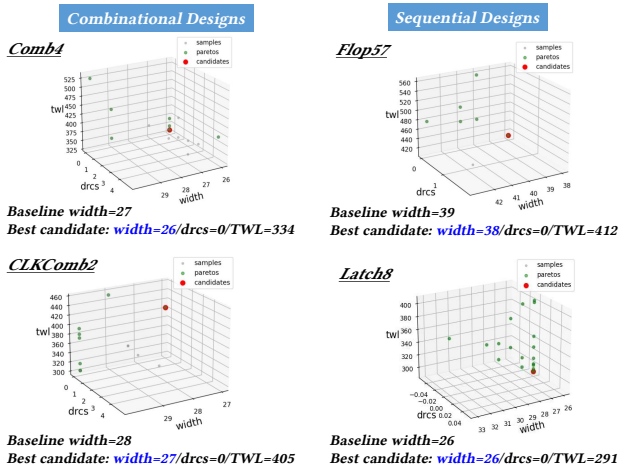 Combinational Designs
Sequential Designs
Comb4
samples
paretos
candidates
525
500
475
450
425
400
375
350
325
twl
0
1
2
3
4
drcs
29
28
27
26
width
Baseline width=27
Best candidate: width=26/drcs=0/TWL=334
Flop57
samples
paretos
candidates
560
540
520
500
480
460
440
420
twl
0
1
drcs
42
41
40
39
38
width
Baseline width=39
Best candidate: width=38/drcs=0/TWL=412
CLKComb2
samples
paretos
candidates
460
440
420
400
380
360
340
320
300
twl
0
1
2
3
4
drcs
29
28
27
width
Baseline width=28
Best candidate: width=27/drcs=0/TWL=405
Latch8
samples
paretos
candidates
400
380
360
340
320
300
twl
−0.04
−0.02
0.00
0.02
0.04
drcs
33
32
31
30
29
28
27
26
width
Baseline width=26
Best candidate: width=26/drcs=0/TWL=291